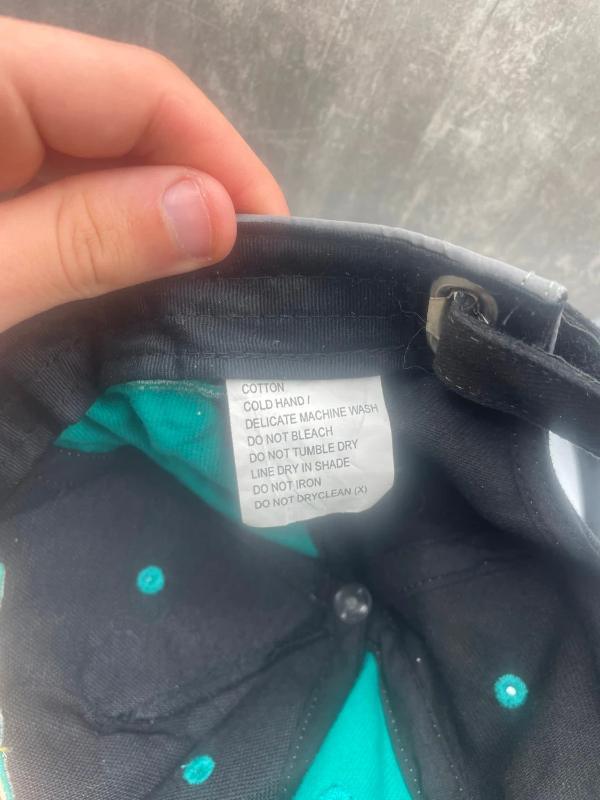 COTTON
COLD HAND /
DELICATE MACHINE WASH
DO NOT BLEACH
DO NOT TUMBLE DRY
LINE DRY IN SHADE
DO NOT IRON
DO NOT DRYCLEAN (X)